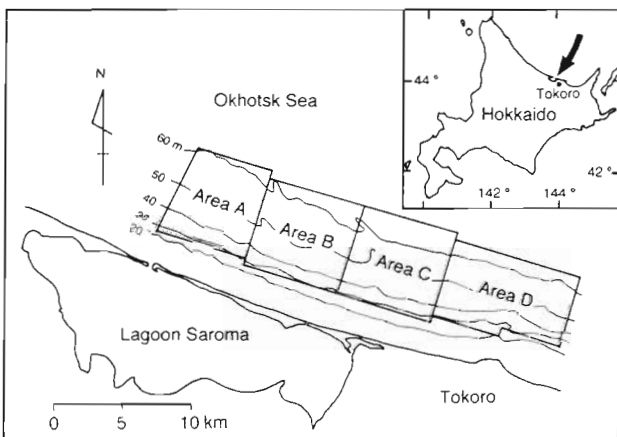 N
Okhotsk Sea
44°
Tokoro
Hokkaido
42°
142°
144°
60 m
50
40
30
20
Area A
Area B
Area C
Area D
Lagoon Saroma
Tokoro
0 5 10 km